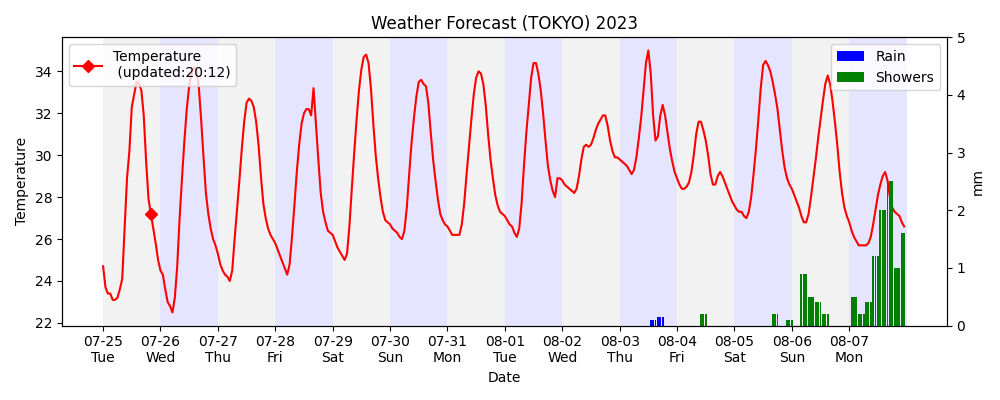 Weather Forecast (TOKYO) 2023
Temperature
(updated:20:12)
Rain
Showers
Temperature
34
32
30
28
26
24
22
5
4
3
2
1
0
mm
07-25 07-26 07-27 07-28 07-29 07-30 07-31 08-01 08-02 08-03 08-04 08-05 08-06 08-07
Tue Wed Thu Fri Sat Sun Mon Tue Wed Thu Fri Sat Sun Mon
Date